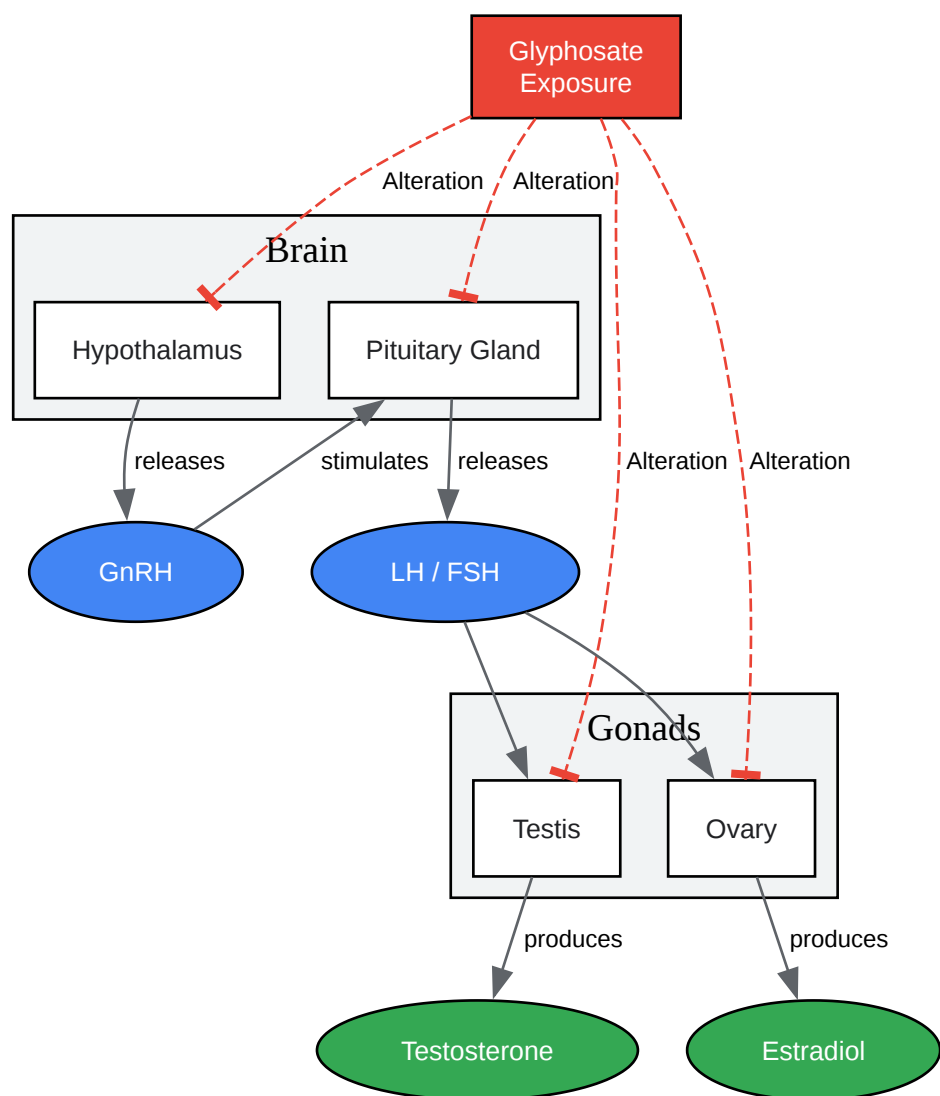 Glyphosate
Exposure
Alteration
Alteration
Brain
Hypothalamus
Pituitary Gland
releases
stimulates
releases
Alteration
Alteration
GnRH
LH / FSH
Gonads
Testis
Ovary
produces
produces
Testosterone
Estradiol